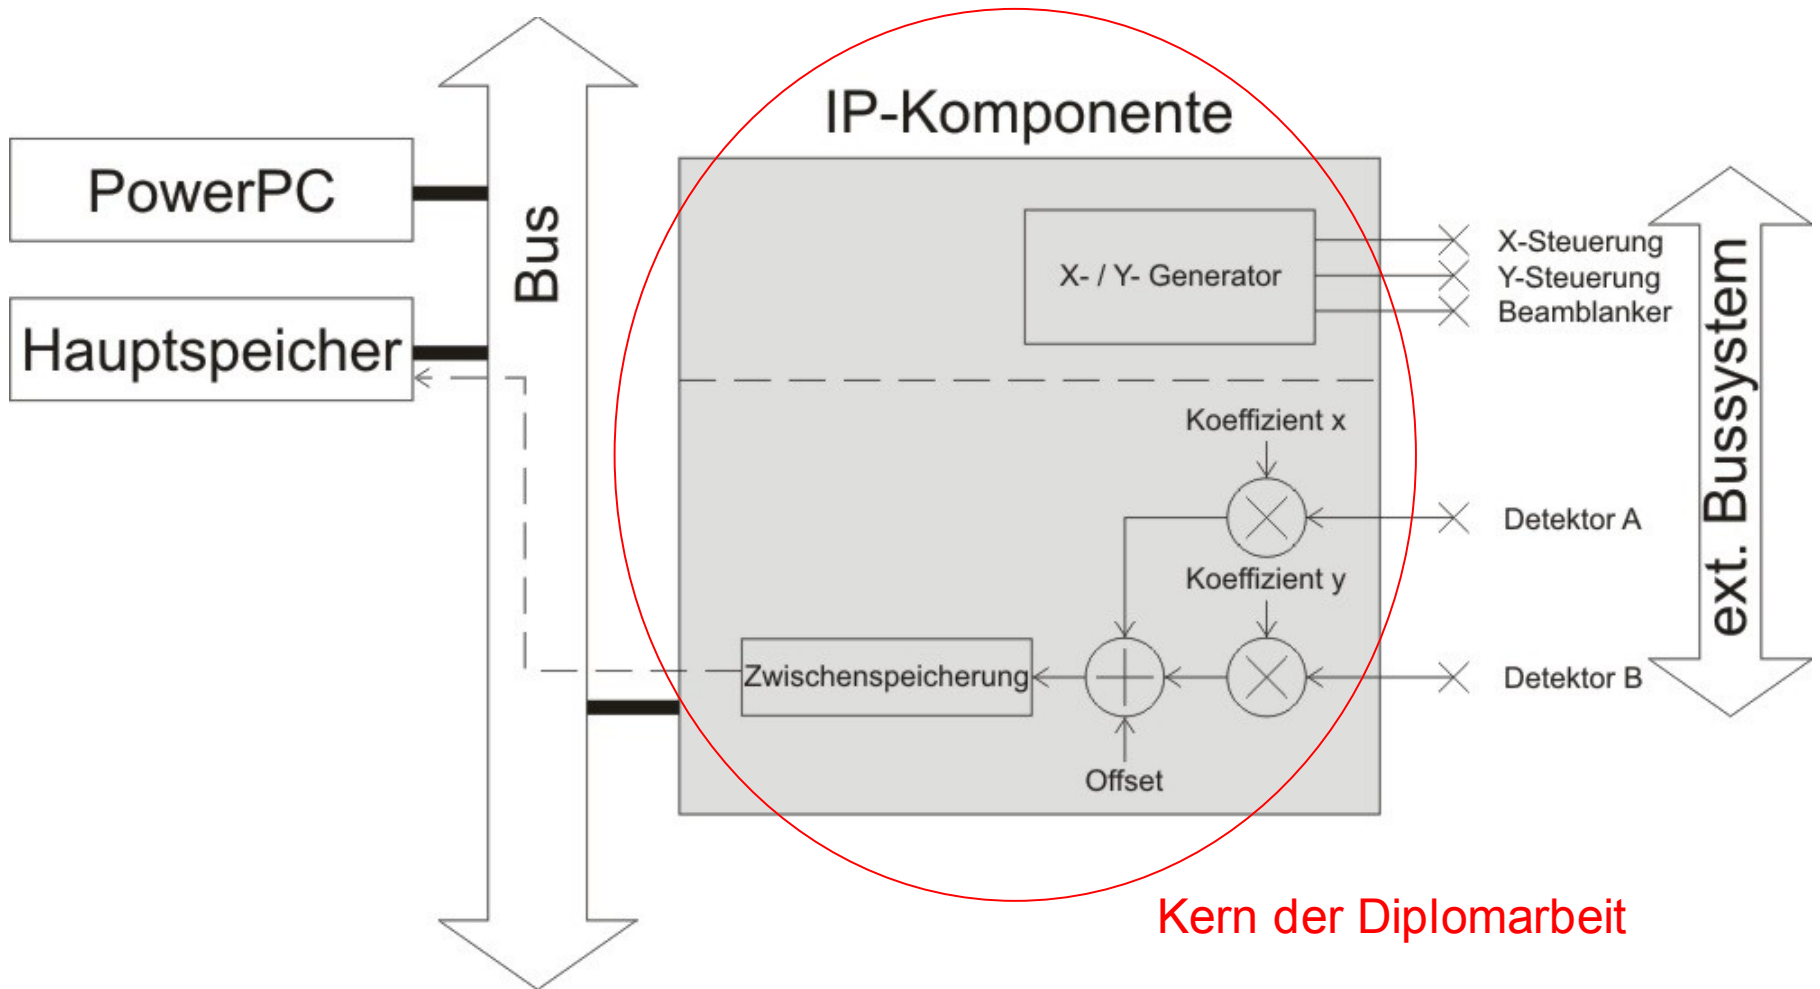 IP-Komponente
PowerPC
Hauptspeicher
Bus
X- / Y- Generator
X-Steuerung
Y-Steuerung
Beamblanker
ext. Bussystem
Koeffizient x
Detektor A
Koeffizient y
Zwischenspeicherung
Detektor B
Offset
Kern der Diplomarbeit